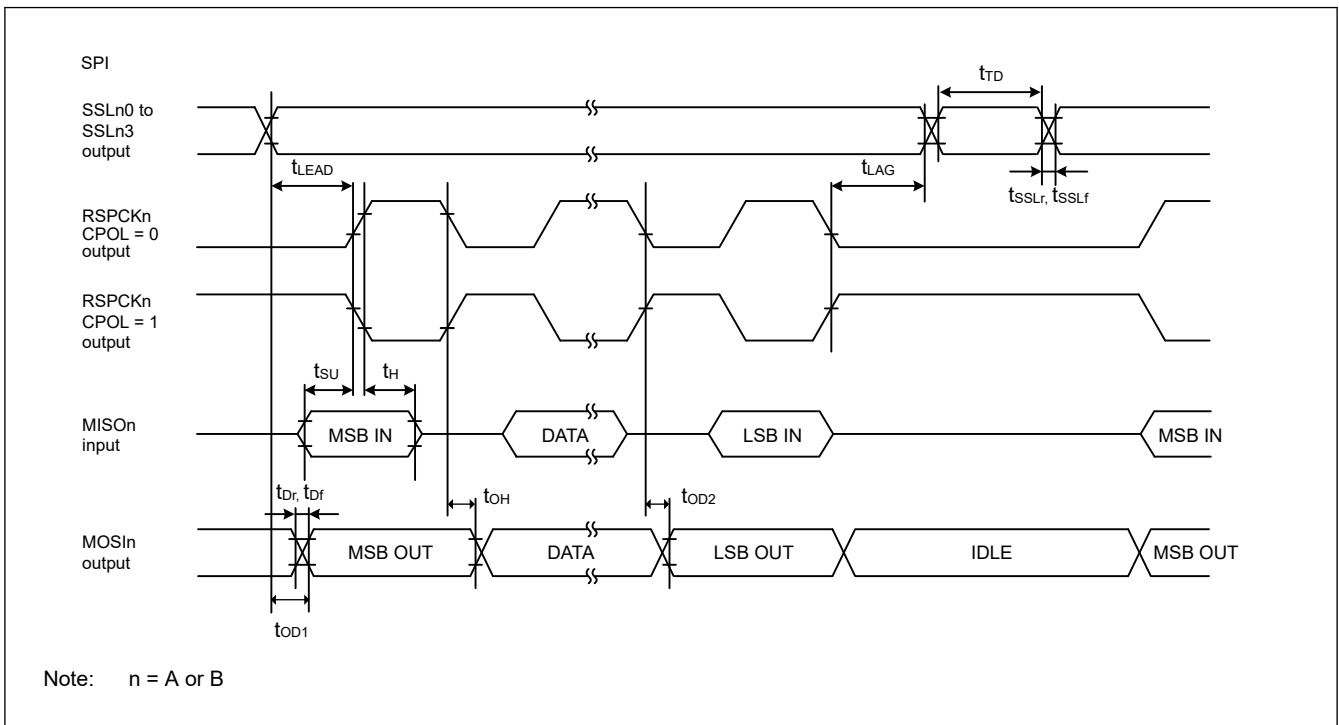 SPI
SSLn0 to
SSLn3
output
tTD
tLEAD
tLAG
tSSLr, tSSLf
RSPCKn
CPOL = 0
output
RSPCKn
CPOL = 1
output
tSU
tH
MISOn
input
MSB IN
DATA
LSB IN
MSB IN
tDr, tDf
tOH
tOD2
MOSIn
output
MSB OUT
DATA
LSB OUT
IDLE
MSB OUT
tOD1
Note: n = A or B